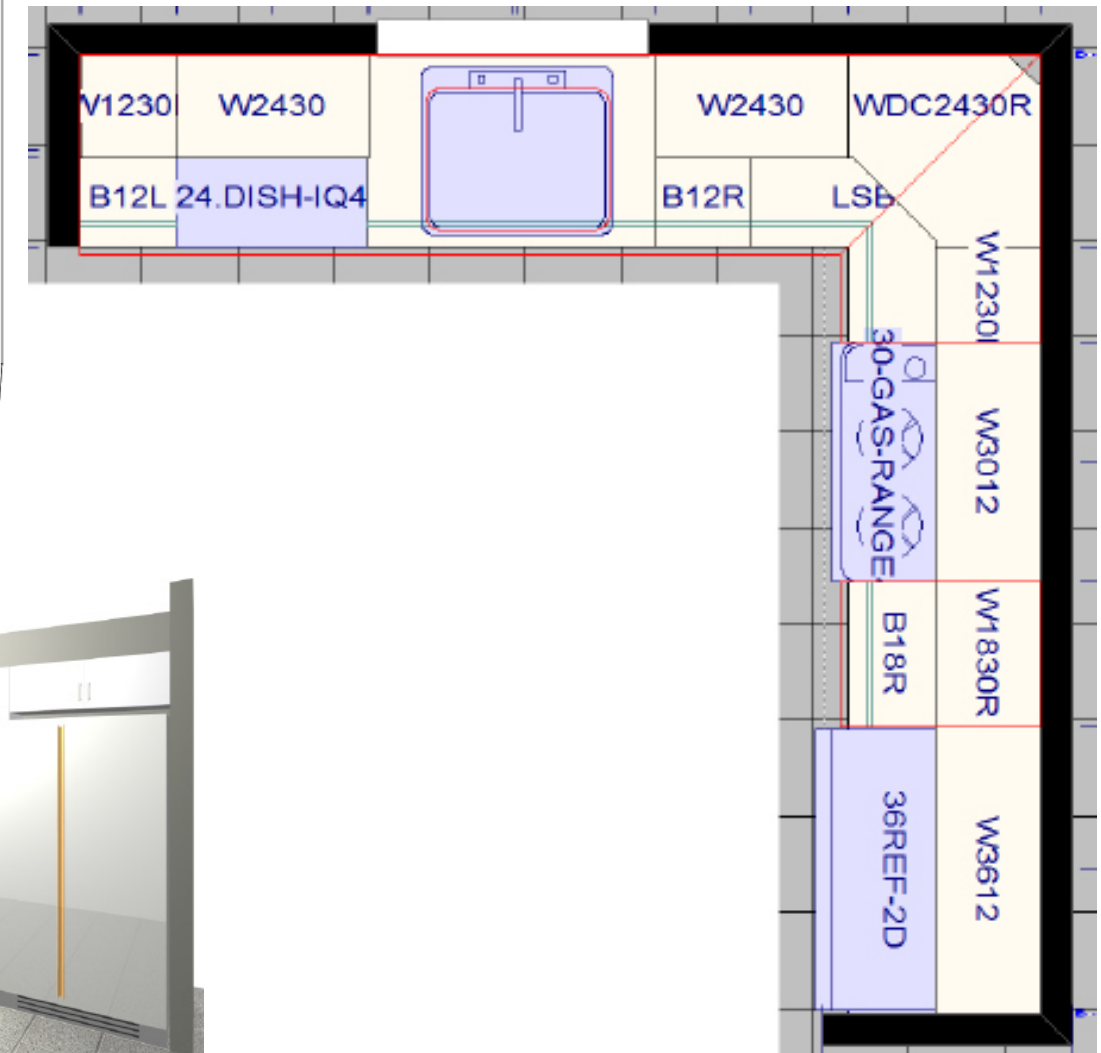 W1230
W2430
W2430
WDC2430R
B12L
24.DISH-IQ4
B12R
LSB
W1230
30-GAS-RANGE.
W3012
B18R
W1830R
36REF-2D
W3612